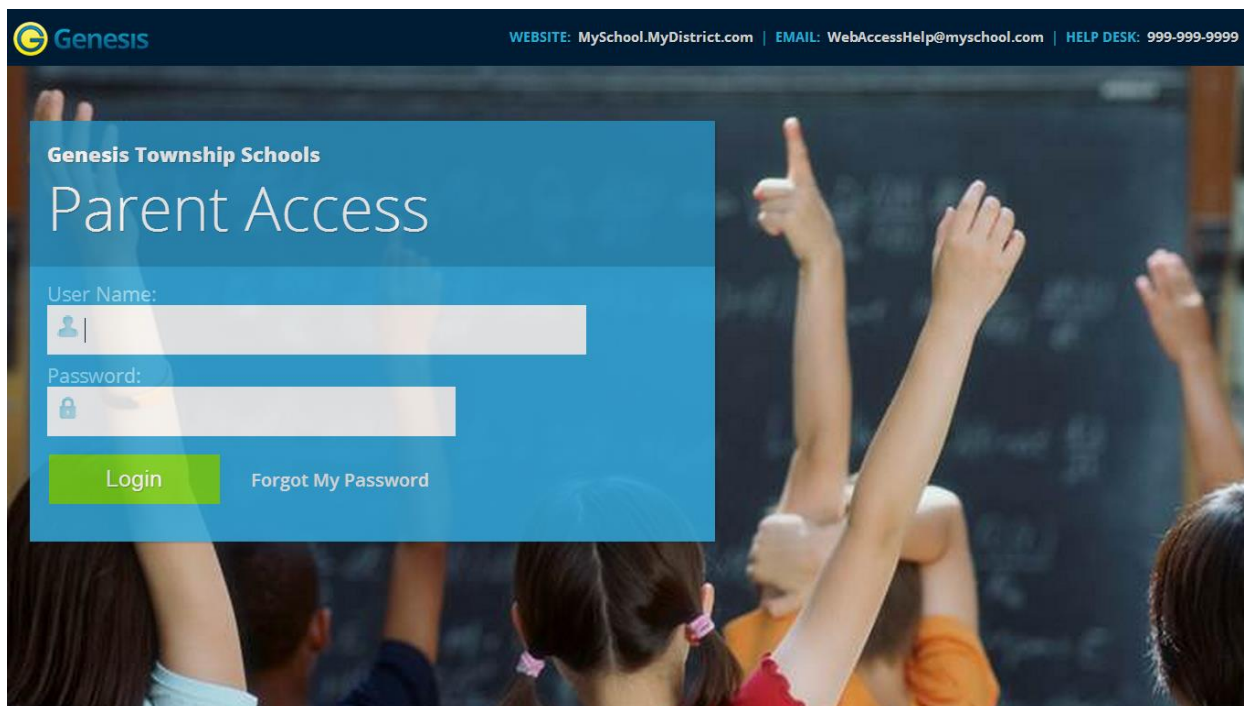 Genesis
WEBSITE: MySchool.MyDistrict.com | EMAIL: WebAccessHelp@myschool.com | HELP DESK: 999-999-9999
Genesis Township Schools
Parent Access
User Name:
Password:
Login
Forgot My Password